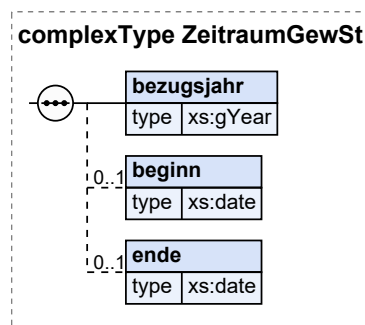 complexType ZeitraumGewSt
bezugsjahr
type xs:gYear
0..1 beginn
type xs:date
0..1 ende
type xs:date